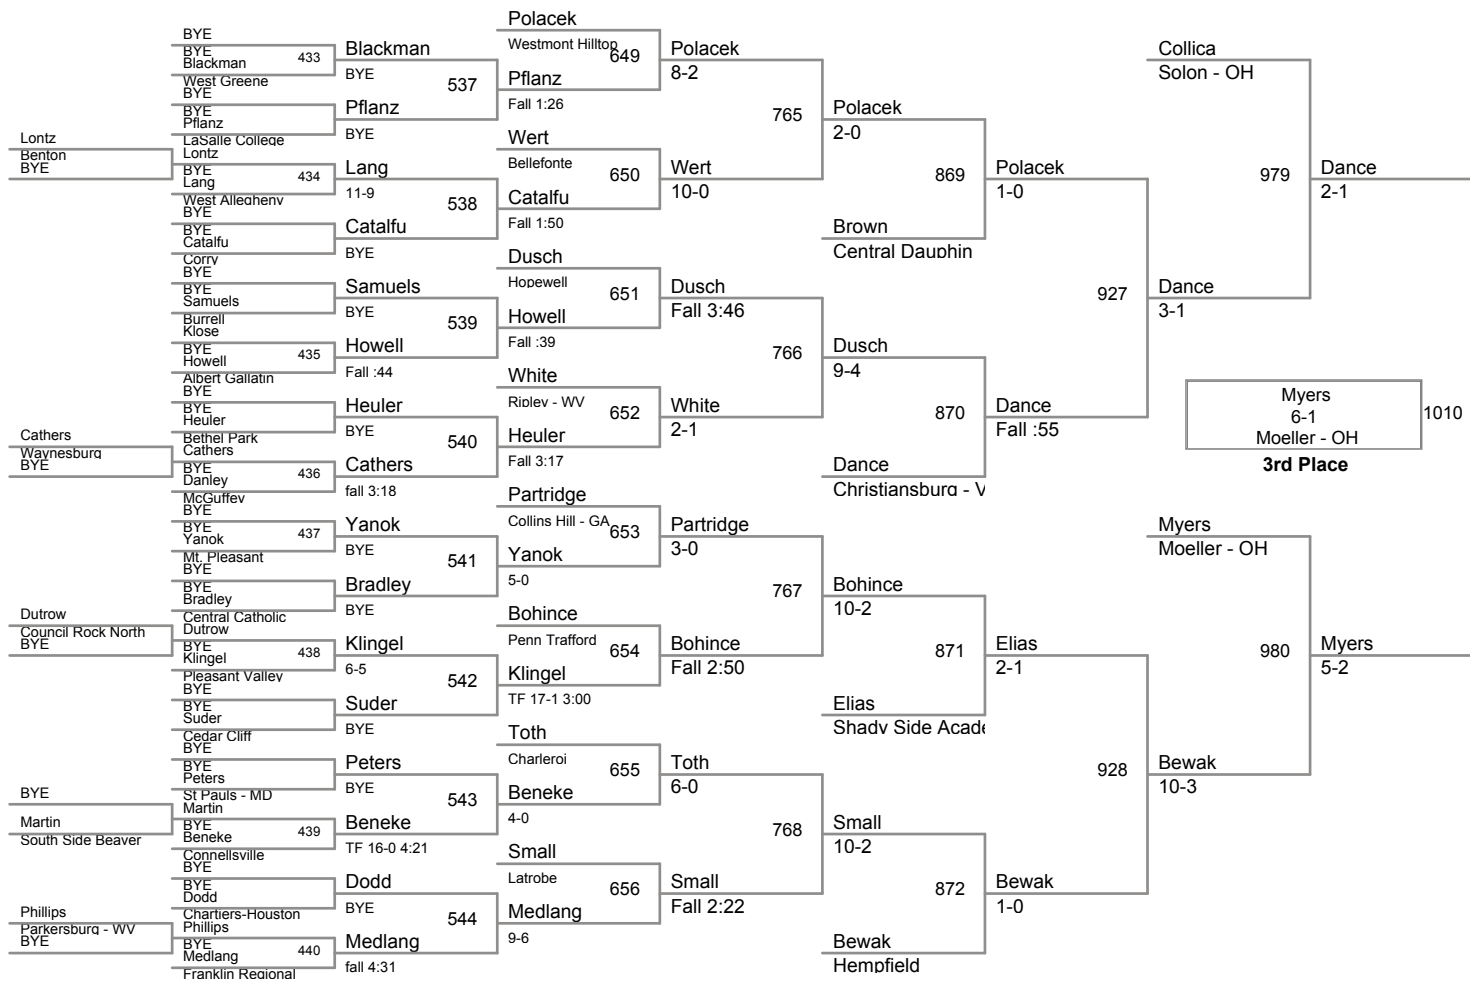 Lontz
Benton
BYE
Cathers
Waynesburg
BYE
Dutrow
Council Rock North
BYE
BYE
Martin
South Side Beaver
Phillips
Parkersburg - WV
BYE
BYE
BYE
Blackman
433
West Greene
BYE
BYE
Pflanz
LaSalle College
Lontz
BYE
Lang
434
West Allegheny
BYE
BYE
Catalfu
Corry
BYE
BYE
Samuels
Burrell
Klose
BYE
Howell
435
Albert Gallatin
BYE
BYE
Heuler
Bethel Park
Cathers
BYE
Danley
436
McGuffey
BYE
BYE
Yanok
437
Mt. Pleasant
BYE
BYE
Bradley
Central Catholic
Dutrow
BYE
Klingel
438
Pleasant Valley
BYE
BYE
Suder
Cedar Cliff
BYE
BYE
Peters
St Pauls - MD
Martin
BYE
Beneke
439
Connellsville
BYE
BYE
Dodd
Chartiers-Houston
Phillips
BYE
Medlang
440
Franklin Regional
Blackman
BYE
537
Pflanz
BYE
Lang
11-9
538
Catalfu
BYE
Samuels
BYE
539
Howell
Fall :44
Heuler
BYE
540
Cathers
fall 3:18
Yanok
BYE
541
Bradley
BYE
Klingel
6-5
542
Suder
BYE
Peters
BYE
543
Beneke
TF 16-0 4:21
Dodd
BYE
544
Medlang
fall 4:31
Polacek
Westmont Hilltop
649
Pflanz
Fall 1:26
Wert
Bellefonte
650
Catalfu
Fall 1:50
Dusch
Hopewell
651
Howell
Fall :39
White
Ripley - WV
652
Heuler
Fall 3:17
Partridge
Collins Hill - GA
653
Yanok
5-0
Bohince
Penn Trafford
654
Klingel
TF 17-1 3:00
Toth
Charleroi
655
Beneke
4-0
Small
Latrobe
656
Medlang
9-6
Polacek
8-2
765
Wert
10-0
Dusch
Fall 3:46
766
White
2-1
Partridge
3-0
767
Bohince
Fall 2:50
Toth
6-0
768
Small
Fall 2:22
Polacek
2-0
869
Brown
Central Dauphin
Dusch
9-4
870
Dance
Christiansburg - V
Bohince
10-2
871
Elias
Shady Side Acade
Small
10-2
872
Bewak
Hempfield
Polacek
1-0
927
Dance
Fall :55
Elias
2-1
928
Bewak
1-0
Collica
Solon - OH
979
Dance
3-1
Myers
Moeller - OH
980
Bewak
10-3
Dance
2-1
Myers
6-1
Moeller - OH
1010
3rd Place
Myers
5-2